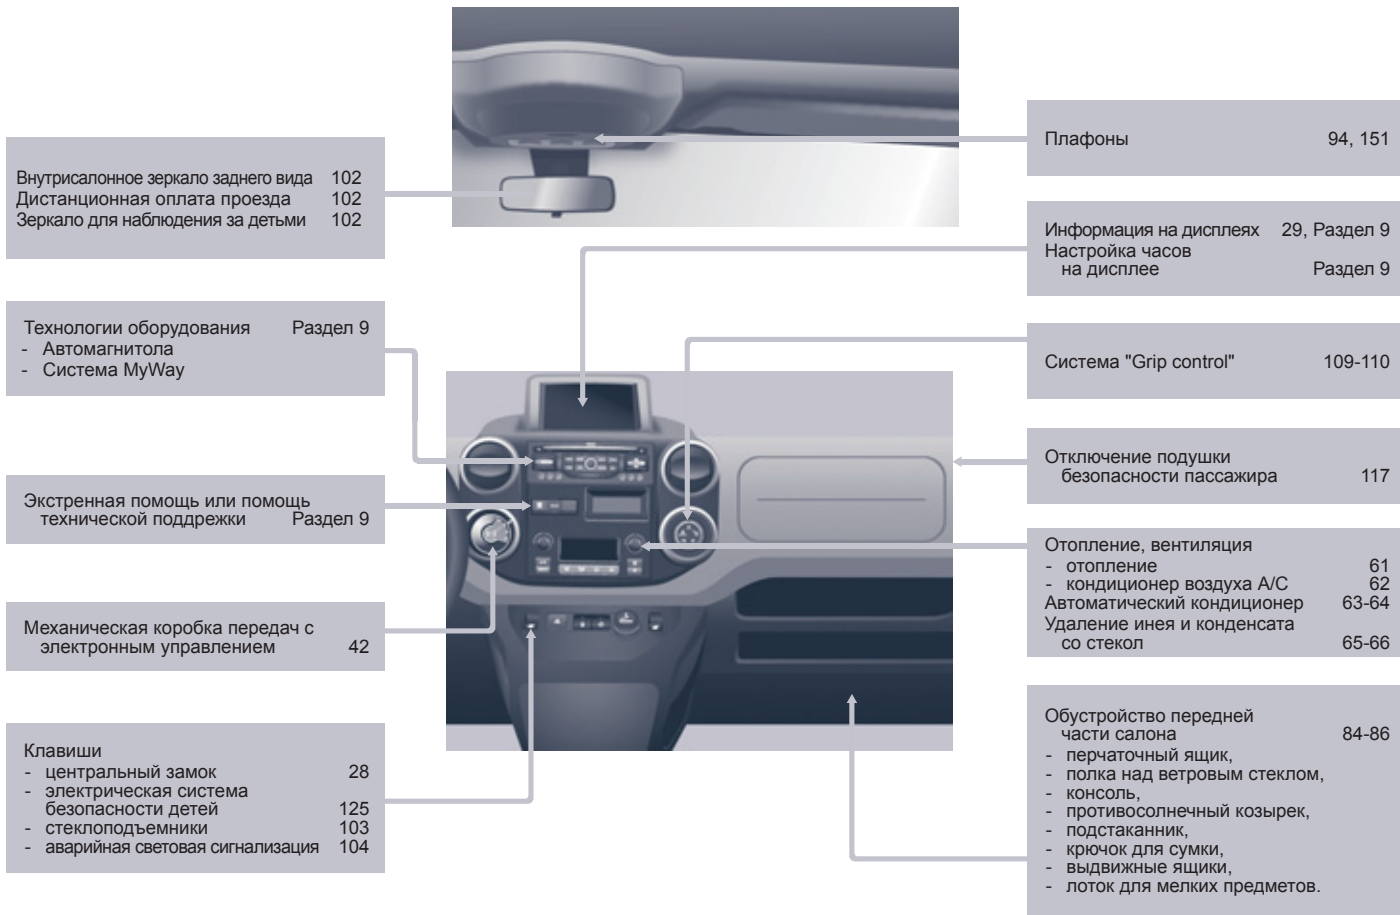 Внутрисалонное зеркало заднего вида 102
Дистанционная оплата проезда 102
Зеркало для наблюдения за детьми 102
Технологии оборудования Раздел 9
- Автомагнитола
- Система MyWay
Экстренная помощь или помощь
технической поддрежки Раздел 9
Механическая коробка передач с
электронным управлением 42
Клавиши
- центральный замок 28
- электрическая система
безопасности детей 125
- стеклоподъемники 103
- аварийная световая сигнализация 104
Плафоны 94, 151
Информация на дисплеях 29, Раздел 9
Настройка часов
на дисплее Раздел 9
Система "Grip control" 109-110
Отключение подушки
безопасности пассажира 117
Отопление, вентиляция
- отопление 61
- кондиционер воздуха A/C 62
Автоматический кондиционер 63-64
Удаление инея и конденсата
со стекол 65-66
Обустройство передней
части салона 84-86
- перчаточный ящик,
- полка над ветровым стеклом,
- консоль,
- противосолнечный козырек,
- подстаканник,
- крючок для сумки,
- выдвижные ящики,
- лоток для мелких предметов.